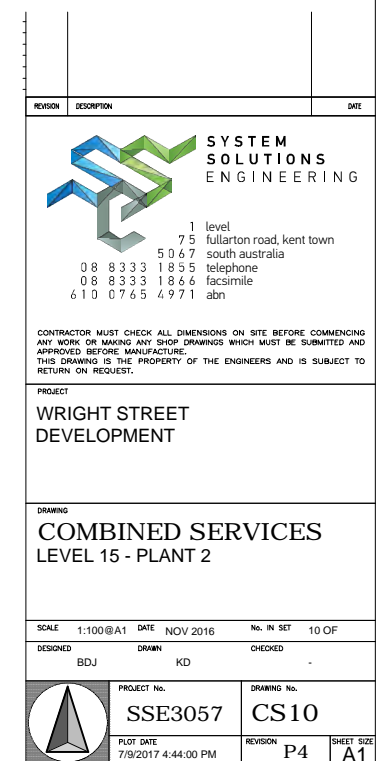 REVISION DESCRIPTION DATE
SYSTEM
SOLUTIONS
ENGINEERING
1 level
75 fullarton road, kent town
5067 south australia
08 8333 1855 telephone
08 8333 1866 facsimile
610 0765 4971 abn
CONTRACTOR MUST CHECK ALL DIMENSIONS ON SITE BEFORE COMMENCING
ANY WORK OR MAKING ANY SHOP DRAWINGS WHICH MUST BE SUBMITTED AND
APPROVED BEFORE MANUFACTURE.
THIS DRAWING IS THE PROPERTY OF THE ENGINEERS AND IS SUBJECT TO
RETURN ON REQUEST.
PROJECT
WRIGHT STREET
DEVELOPMENT
DRAWING
COMBINED SERVICES
LEVEL 15 - PLANT 2
SCALE 1:100@A1 DATE NOV 2016 No. IN SET 10 OF
DESIGNED DRAWN CHECKED
BDJ KD -
PROJECT No. DRAWING No.
SSE3057 CS10
PLOT DATE REVISION SHEET SIZE
7/9/2017 4:44:00 PM P4 A1